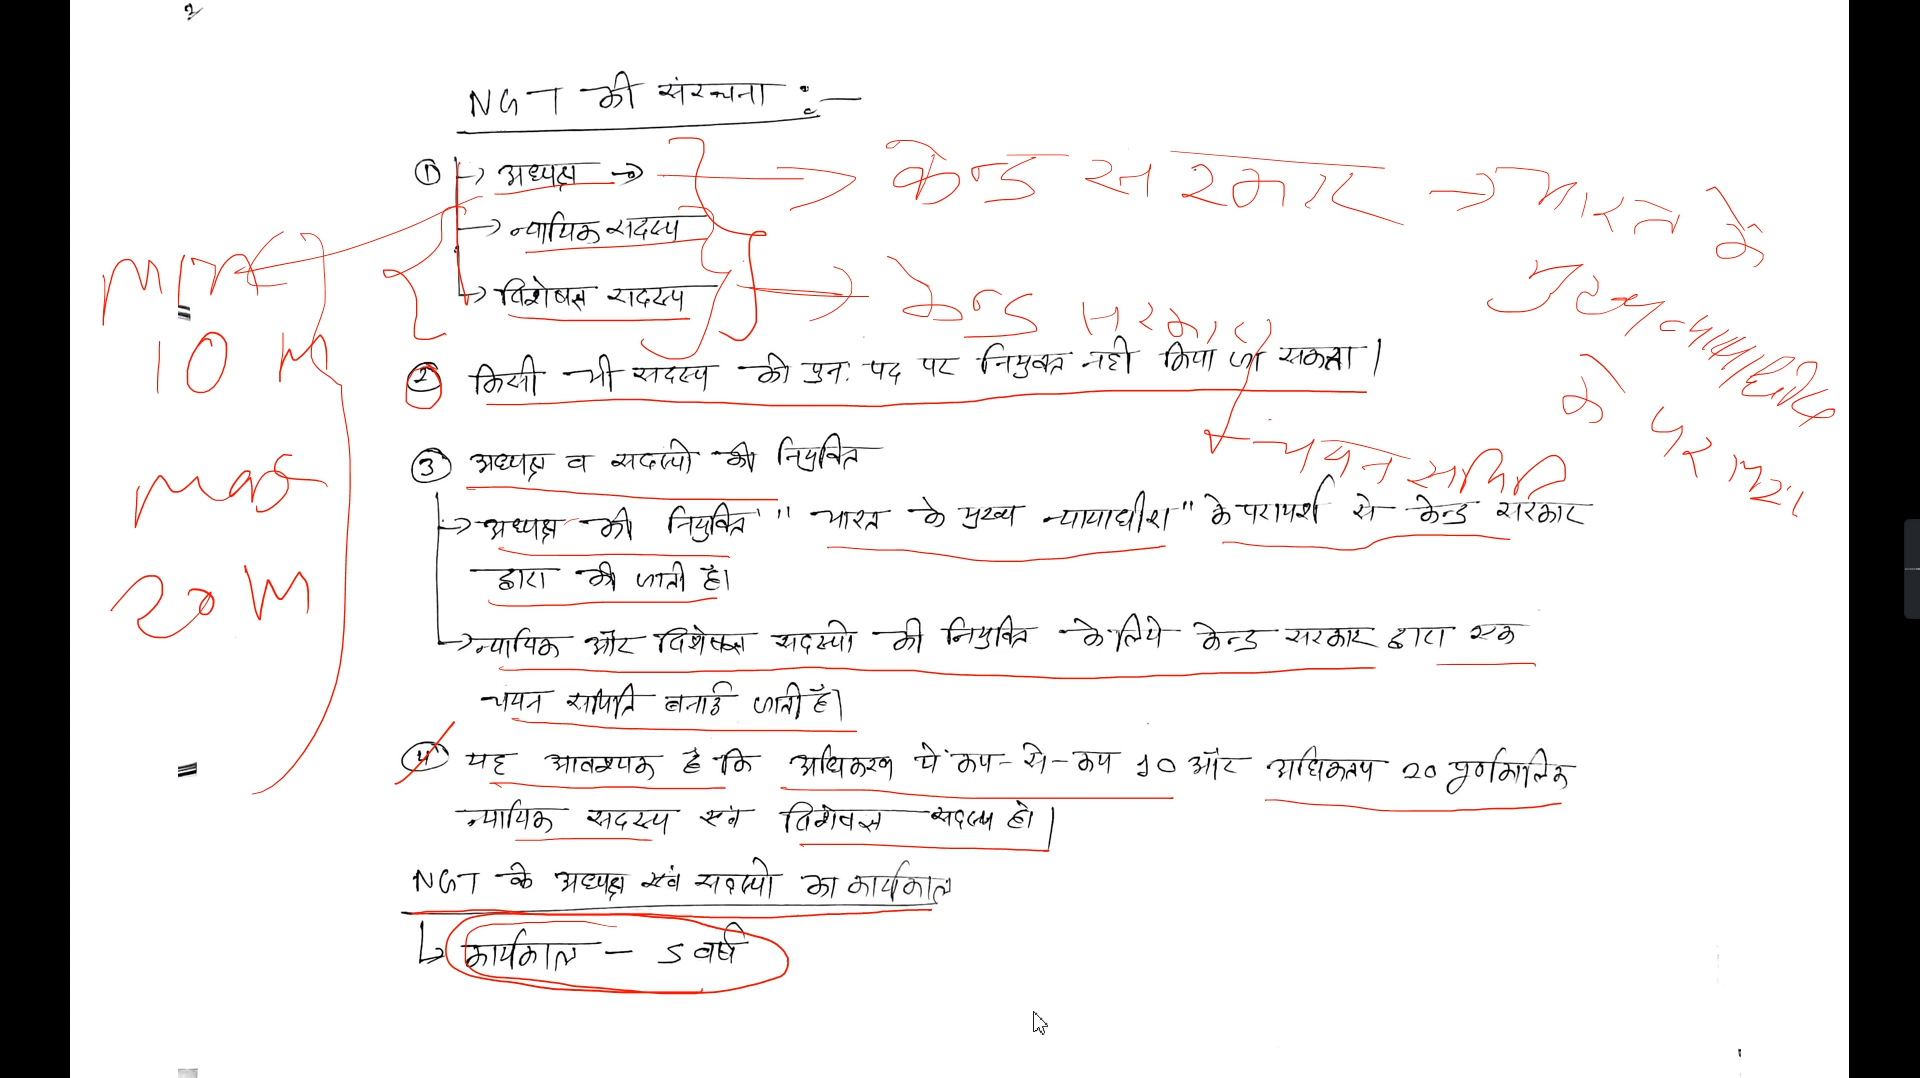 2
NGT की संरचना :-
① → अध्यक्ष → → केन्द्र सरकार → भारत के
→ न्यायिक सदस्य
मुख्य न्यायाधीश
के परामर्श
→ विशेषज्ञ सदस्य → केन्द्र सरकार
चयन समिति
Min
10 M
Max
20 M
② किसी भी सदस्य को पुन: पद पर नियुक्त नही किया जा सकता।
③ अध्यक्ष व सदस्यो की नियुक्ति
→ अध्यक्ष की नियुक्ति "भारत के मुख्य न्यायाधीश" के परामर्श से केन्द्र सरकार
द्वारा की जाती है।
→ न्यायिक और विशेषज्ञ सदस्यो की नियुक्ति के लिये केन्द्र सरकार द्वारा एक
चयन समिति बनाई जाती है।
④ यह आवश्यक है कि अधिकरण मे कम-से-कम 10 और अधिकतम 20 पूर्णकालिक
न्यायिक सदस्य एवं विशेषज्ञ सदस्य हो।
NGT के अध्यक्ष एवं सदस्यो का कार्यकाल
↳ कार्यकाल - 5 वर्ष